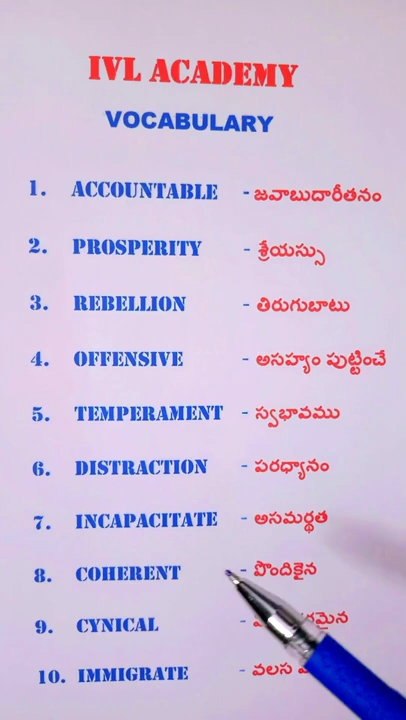 IVL ACADEMY
VOCABULARY
1. ACCOUNTABLE - జవాబుదారీతనం
2. PROSPERITY - శ్రేయస్సు
3. REBELLION - తిరుగుబాటు
4. OFFENSIVE - అసహ్యం పుట్టించే
5. TEMPERAMENT - స్వభావము
6. DISTRACTION - పరధ్యానం
7. INCAPACITATE - అసమర్థత
8. COHERENT - పొందికైన
9. CYNICAL -
10. IMMIGRATE - వలస